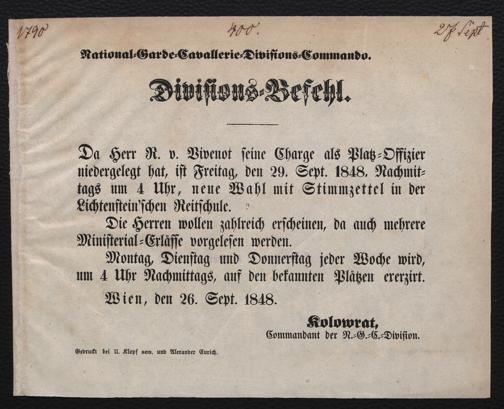 1790 400. 27 Sept
National-Garde-Cavallerie-Divisions-Commando.
Divisions-Befehl.
Da Herr R. v. Vivenot seine Charge als Platz-Offizier
niedergelegt hat, ist Freitag, den 29. Sept. 1848, Nachmit-
tags um 4 Uhr, neue Wahl mit Stimmzettel in der
Lichtenstein'schen Reitschule.
Die Herren wollen zahlreich erscheinen, da auch mehrere
Ministerial-Erlässe vorgelesen werden.
Montag, Dienstag und Donnerstag jeder Woche wird,
um 4 Uhr Nachmittags, auf den bekannten Plätzen exerzirt.
Wien, den 26. Sept. 1848.
Kolowrat,
Commandant der N.-G.-C.-Division.
Gedruckt bei U. Klopf sen. und Alexander Eurich.